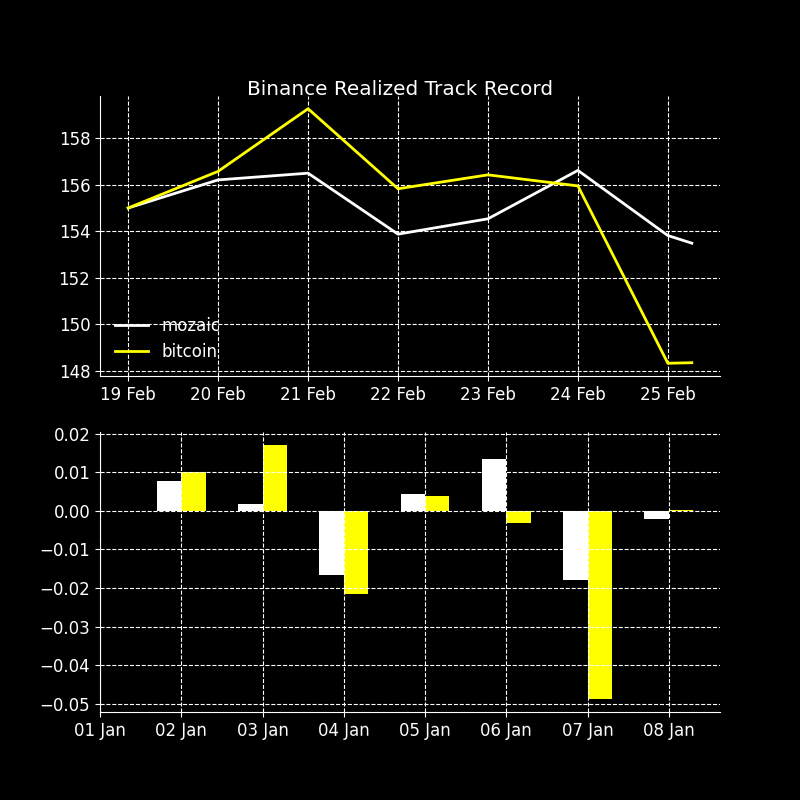 Binance Realized Track Record
158
156
154
152
150
148
mozaic
bitcoin
19 Feb 20 Feb 21 Feb 22 Feb 23 Feb 24 Feb 25 Feb
0.02
0.01
0.00
−0.01
−0.02
−0.03
−0.04
−0.05
01 Jan 02 Jan 03 Jan 04 Jan 05 Jan 06 Jan 07 Jan 08 Jan